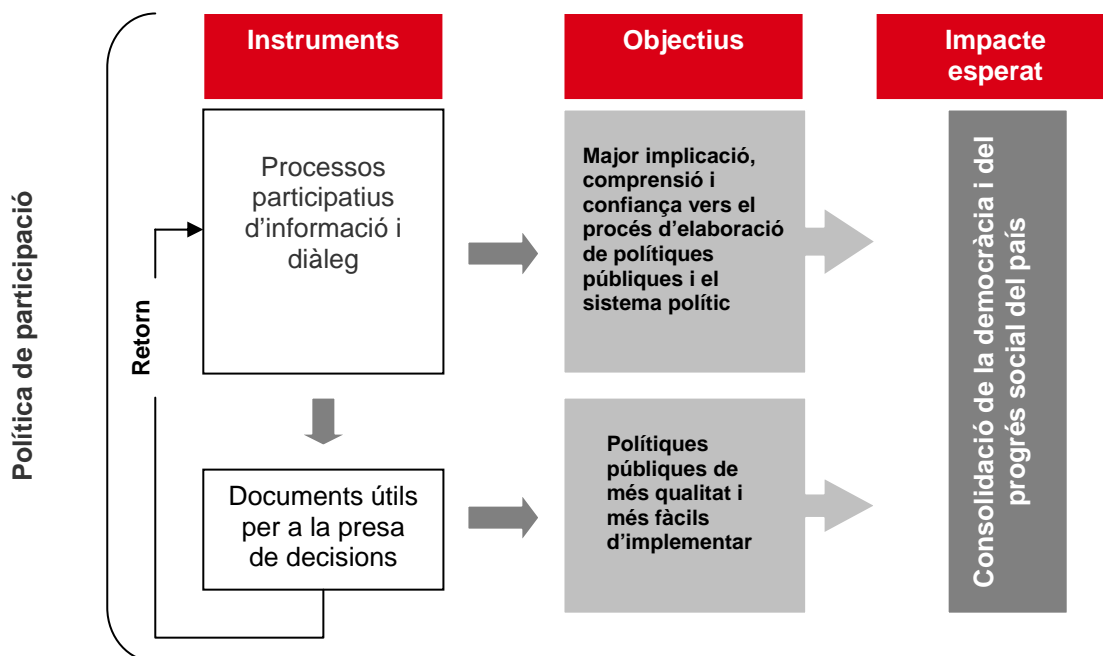 Política de participació
Instruments
Objectius
Impacte
esperat
Processos
participatius
d’informació i
diàleg
Major implicació,
comprensió i
confiança vers el
procés d’elaboració
de polítiques
públiques i el
sistema polític
Consolidació de la democràcia i del
progrés social del país
Retorn
Documents útils
per a la presa
de decisions
Polítiques
públiques de
més qualitat i
més fàcils
d’implementar